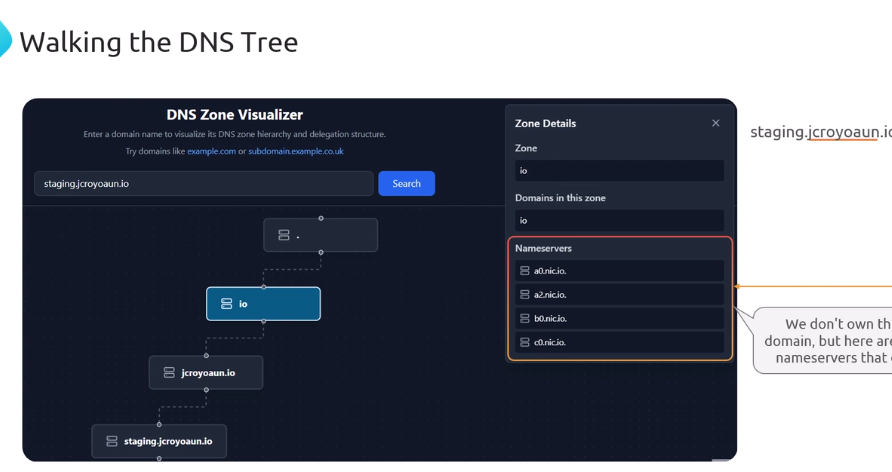 Walking the DNS Tree
DNS Zone Visualizer
Enter a domain name to visualize its DNS zone hierarchy and delegation structure.
Try domains like example.com or subdomain.example.co.uk
staging.jcroyoaun.io
Search
.
io
jcroyoaun.io
staging.jcroyoaun.io
Zone Details
Zone
io
Domains in this zone
io
Nameservers
a0.nic.io.
a2.nic.io.
b0.nic.io.
c0.nic.io.
staging.jcroyoaun.io
We don't own
domain, but here are
nameservers that